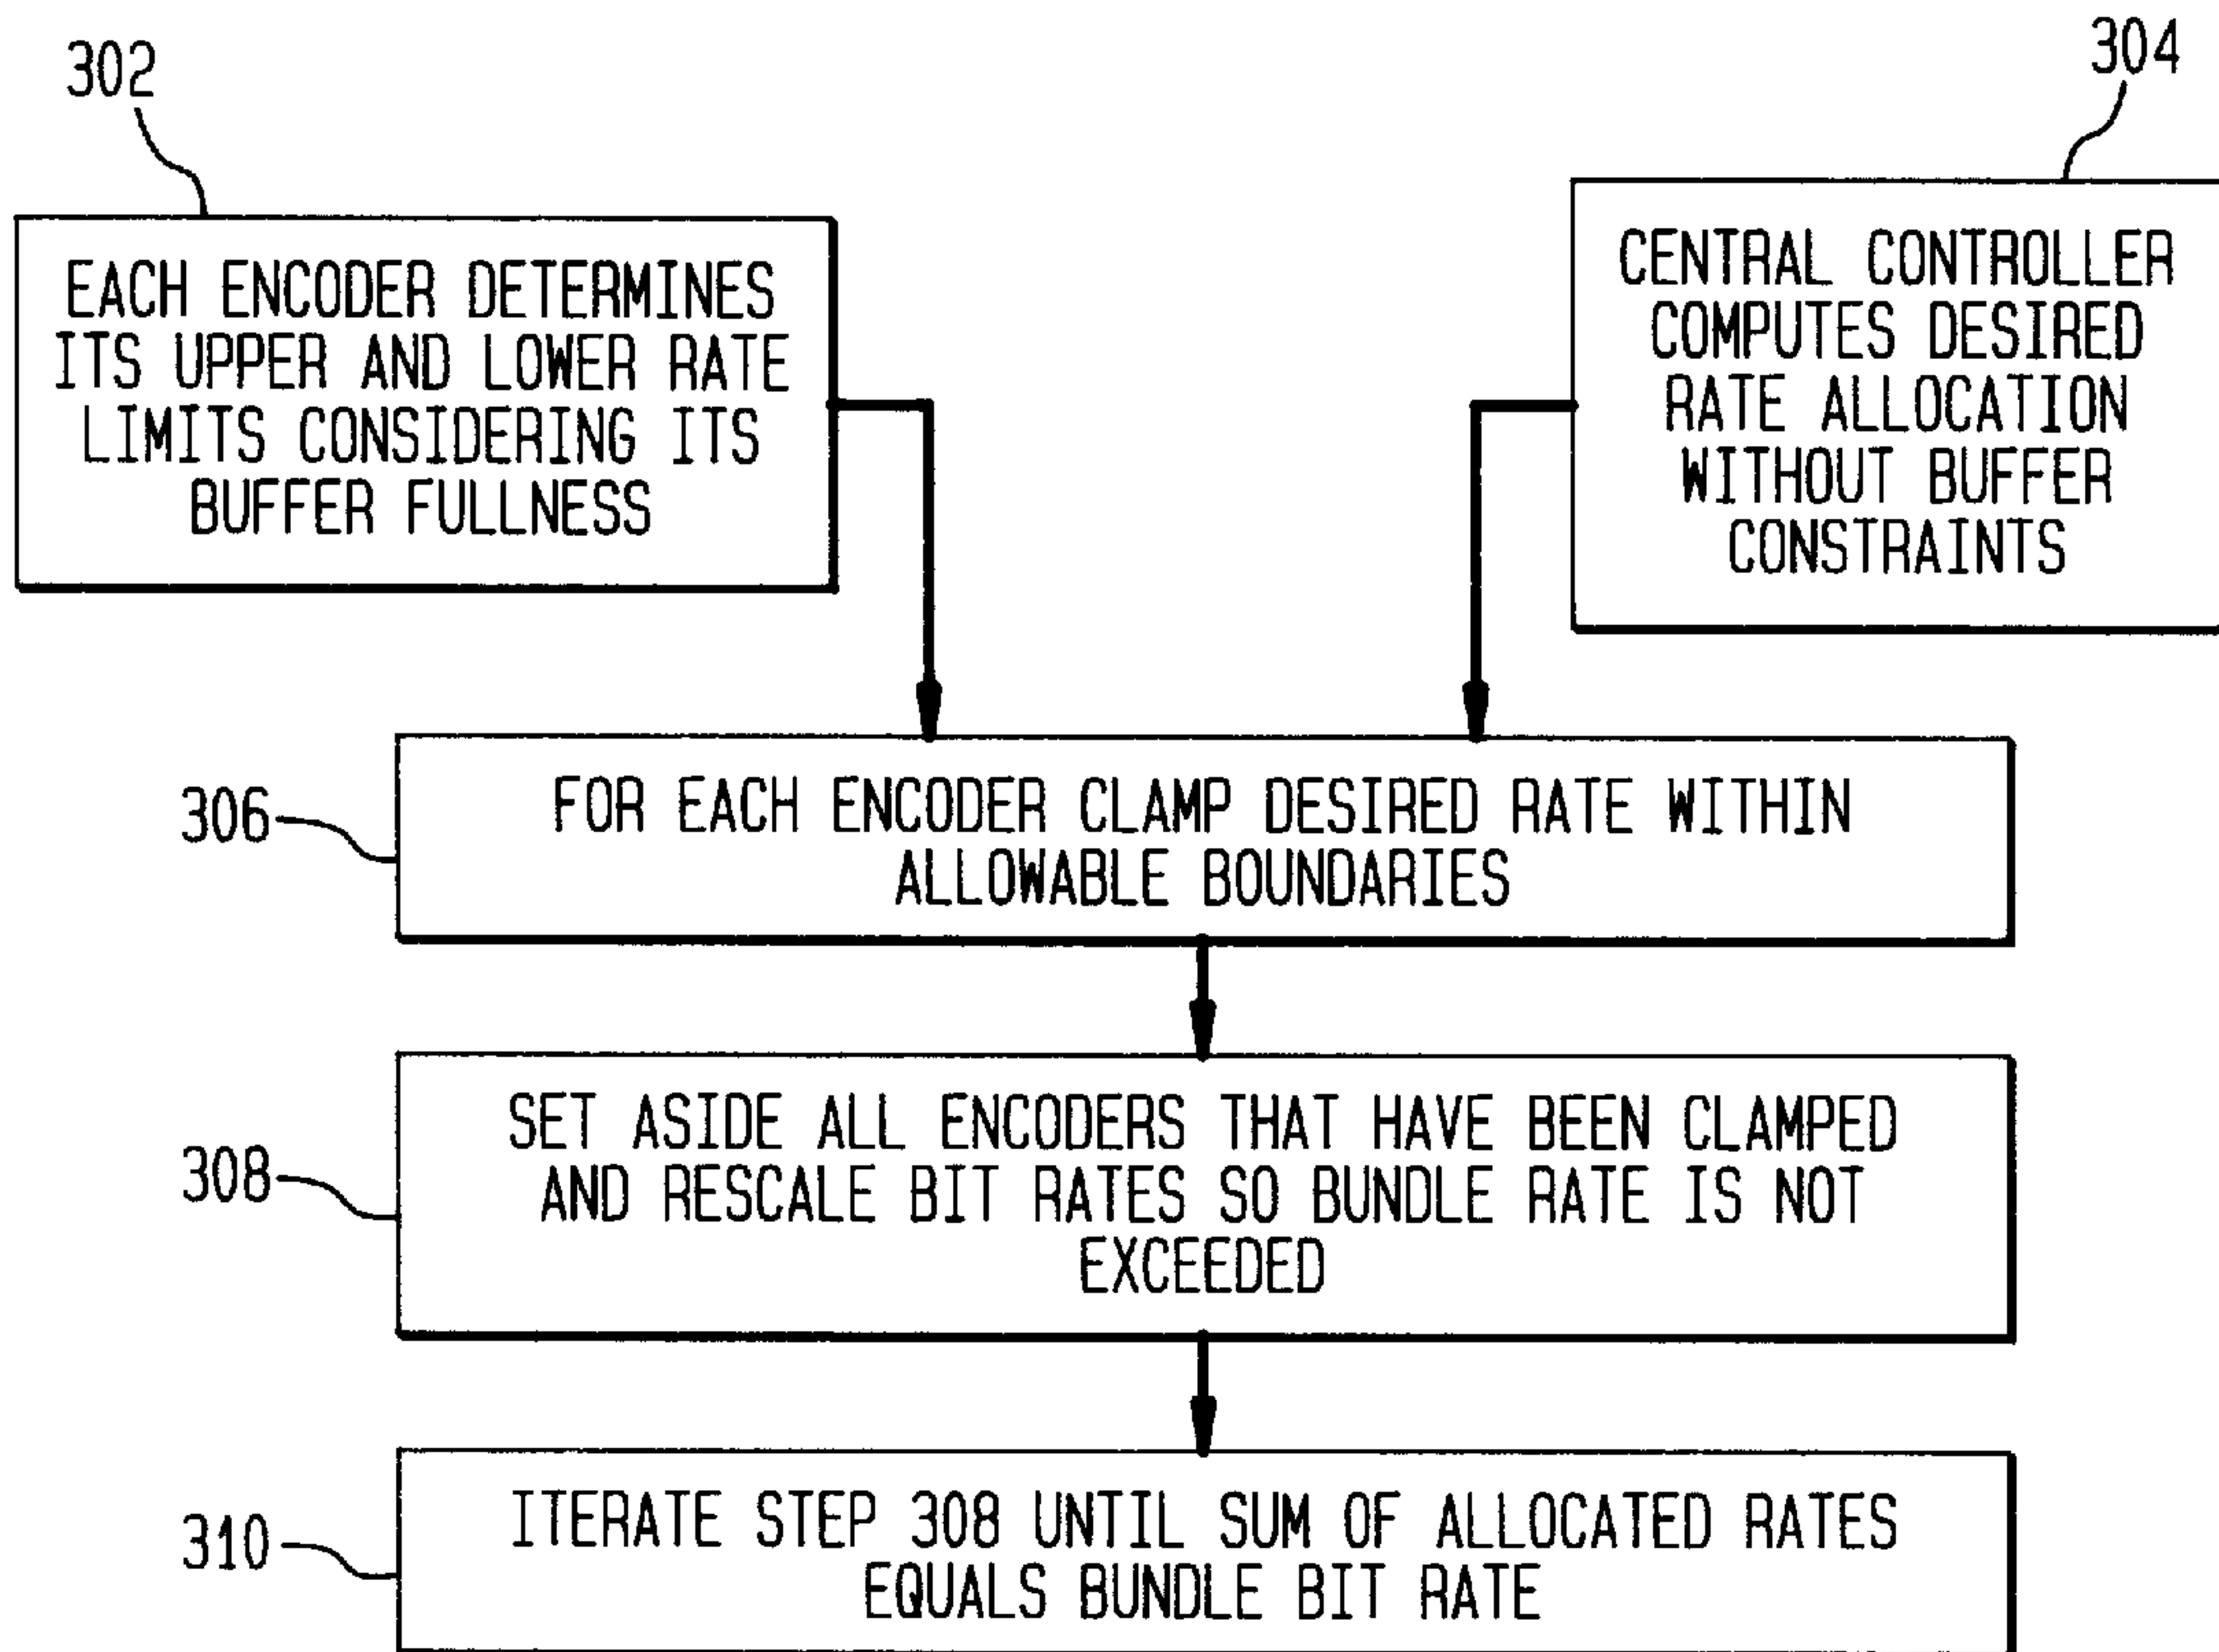 302
EACH ENCODER DETERMINES
ITS UPPER AND LOWER RATE
LIMITS CONSIDERING ITS
BUFFER FULLNESS
304
CENTRAL CONTROLLER
COMPUTES DESIRED
RATE ALLOCATION
WITHOUT BUFFER
CONSTRAINTS
306
FOR EACH ENCODER CLAMP DESIRED RATE WITHIN
ALLOWABLE BOUNDARIES
308
SET ASIDE ALL ENCODERS THAT HAVE BEEN CLAMPED
AND RESCALE BIT RATES SO BUNDLE RATE IS NOT
EXCEEDED
310
ITERATE STEP 308 UNTIL SUM OF ALLOCATED RATES
EQUALS BUNDLE BIT RATE